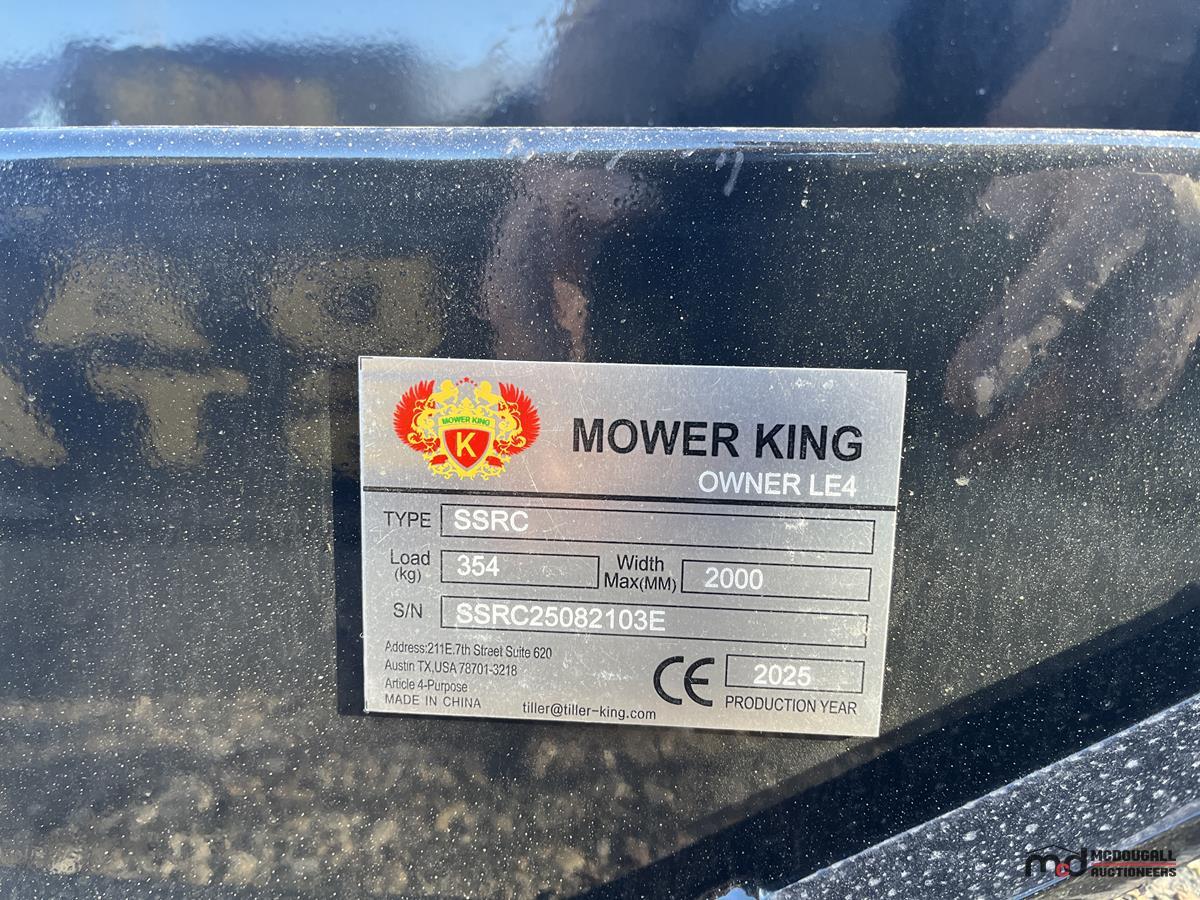 MOWER KING
K
MOWER KING
OWNER LE4
TYPE SSRC
Load (kg) 354 Width Max(MM) 2000
S/N SSRC25082103E
Address:211E.7th Street Suite 620
Austin TX,USA 78701-3218
Article 4-Purpose
MADE IN CHINA
tiller@tiller-king.com
CE 2025
PRODUCTION YEAR
md MCDOUGALL
AUCTIONEERS